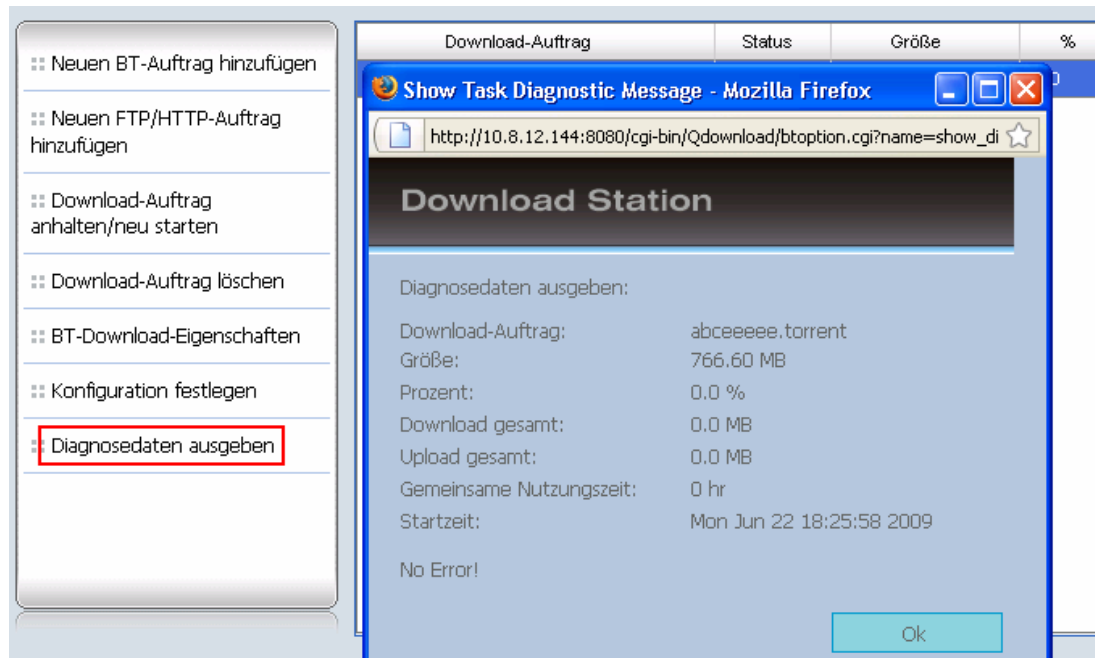 Neuen BT-Auftrag hinzufügen
Neuen FTP/HTTP-Auftrag
hinzufügen
Download-Auftrag
anhalten/neu starten
Download-Auftrag löschen
BT-Download-Eigenschaften
Konfiguration festlegen
Diagnosedaten ausgeben
Download-Auftrag Status Größe %
Show Task Diagnostic Message - Mozilla Firefox
http://10.8.12.144:8080/cgi-bin/Qdownload/btoption.cgi?name=show_di
Download Station
Diagnosedaten ausgeben:
Download-Auftrag: abceeeee.torrent
Größe: 766.60 MB
Prozent: 0.0 %
Download gesamt: 0.0 MB
Upload gesamt: 0.0 MB
Gemeinsame Nutzungszeit: 0 hr
Startzeit: Mon Jun 22 18:25:58 2009
No Error!
Ok